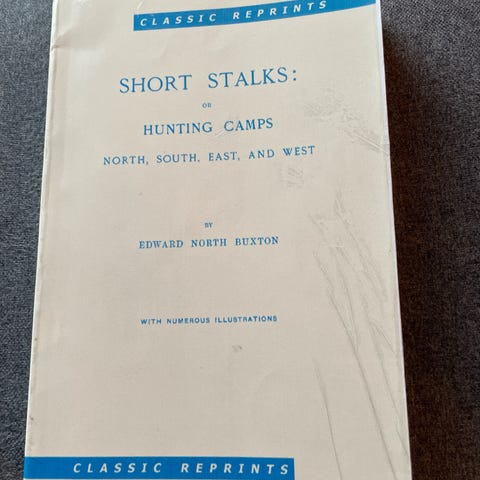 CLASSIC REPRINTS
SHORT STALKS:
OR
HUNTING CAMPS
NORTH, SOUTH, EAST, AND WEST
BY
EDWARD NORTH BUXTON
WITH NUMEROUS ILLUSTRATIONS
CLASSIC REPRINTS